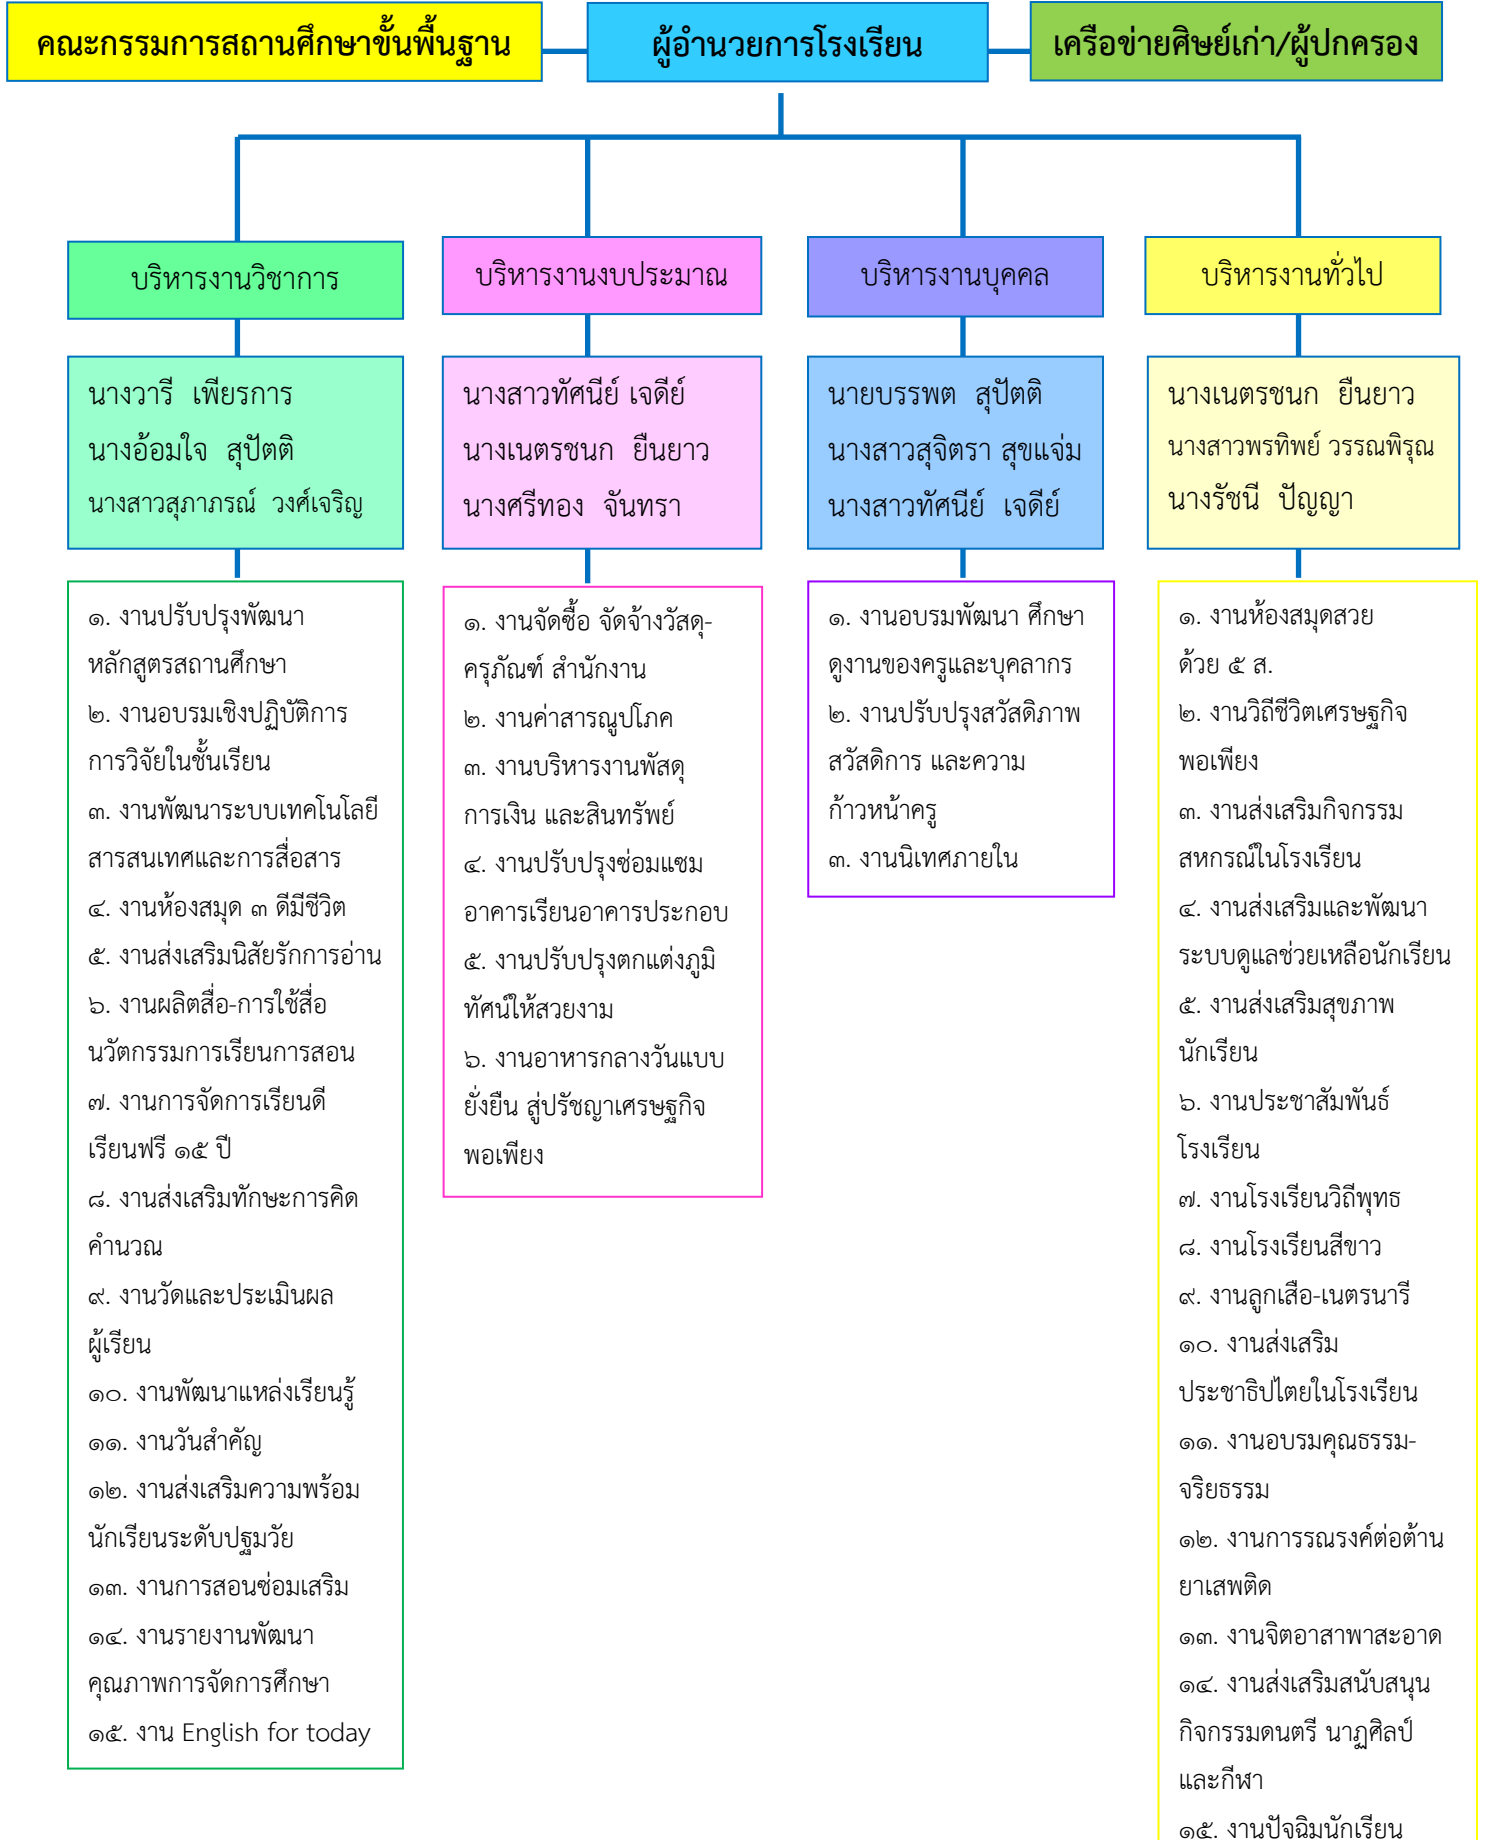 คณะกรรมการสถานศึกษาขั้นพื้นฐาน
ผู้อำนวยการโรงเรียน
เครือข่ายศิษย์เก่า/ผู้ปกครอง
บริหารงานวิชาการ
นางวารี  เพียรการ
นางอ้อมใจ  สุปัตติ
นางสาวสุภาภรณ์  วงศ์เจริญ
๑. งานปรับปรุงพัฒนา
หลักสูตรสถานศึกษา
๒. งานอบรมเชิงปฏิบัติการ
การวิจัยในชั้นเรียน
๓. งานพัฒนาระบบเทคโนโลยี
สารสนเทศและการสื่อสาร
๔. งานห้องสมุด ๓ ดีมีชีวิต
๕. งานส่งเสริมนิสัยรักการอ่าน
๖. งานผลิตสื่อ-การใช้สื่อ
นวัตกรรมการเรียนการสอน
๗. งานการจัดการเรียนดี
เรียนฟรี ๑๕ ปี
๘. งานส่งเสริมทักษะการคิด
คำนวณ
๙. งานวัดและประเมินผล
ผู้เรียน
๑๐. งานพัฒนาแหล่งเรียนรู้
๑๑. งานวันสำคัญ
๑๒. งานส่งเสริมความพร้อม
นักเรียนระดับปฐมวัย
๑๓. งานการสอนซ่อมเสริม
๑๔. งานรายงานพัฒนา
คุณภาพการจัดการศึกษา
๑๕. งาน English for today
บริหารงานงบประมาณ
นางสาวทัศนีย์ เจดีย์
นางเนตรชนก  ยืนยาว
นางศรีทอง  จันทรา
๑. งานจัดซื้อ จัดจ้างวัสดุ-
ครุภัณฑ์ สำนักงาน
๒. งานค่าสารณูปโภค
๓. งานบริหารงานพัสดุ
การเงิน และสินทรัพย์
๔. งานปรับปรุงซ่อมแซม
อาคารเรียนอาคารประกอบ
๕. งานปรับปรุงตกแต่งภูมิ
ทัศน์ให้สวยงาม
๖. งานอาหารกลางวันแบบ
ยั่งยืน สู่ปรัชญาเศรษฐกิจ
พอเพียง
บริหารงานบุคคล
นายบรรพต  สุปัตติ
นางสาวสุจิตรา สุขแจ่ม
นางสาวทัศนีย์  เจดีย์
๑. งานอบรมพัฒนา ศึกษา
ดูงานของครูและบุคลากร
๒. งานปรับปรุงสวัสดิภาพ
สวัสดิการ และความ
ก้าวหน้าครู
๓. งานนิเทศภายใน
บริหารงานทั่วไป
นางเนตรชนก  ยืนยาว
นางสาวพรทิพย์ วรรณพิรุณ
นางรัชนี  ปัญญา
๑. งานห้องสมุดสวย
ด้วย ๕ ส.
๒. งานวิถีชีวิตเศรษฐกิจ
พอเพียง
๓. งานส่งเสริมกิจกรรม
สหกรณ์ในโรงเรียน
๔. งานส่งเสริมและพัฒนา
ระบบดูแลช่วยเหลือนักเรียน
๕. งานส่งเสริมสุขภาพ
นักเรียน
๖. งานประชาสัมพันธ์
โรงเรียน
๗. งานโรงเรียนวิถีพุทธ
๘. งานโรงเรียนสีขาว
๙. งานลูกเสือ-เนตรนารี
๑๐. งานส่งเสริม
ประชาธิปไตยในโรงเรียน
๑๑. งานอบรมคุณธรรม-
จริยธรรม
๑๒. งานการรณรงค์ต่อต้าน
ยาเสพติด
๑๓. งานจิตอาสาพาสะอาด
๑๔. งานส่งเสริมสนับสนุน
กิจกรรมดนตรี นาฏศิลป์
และกีฬา
๑๕. งานปัจฉิมนักเรียน